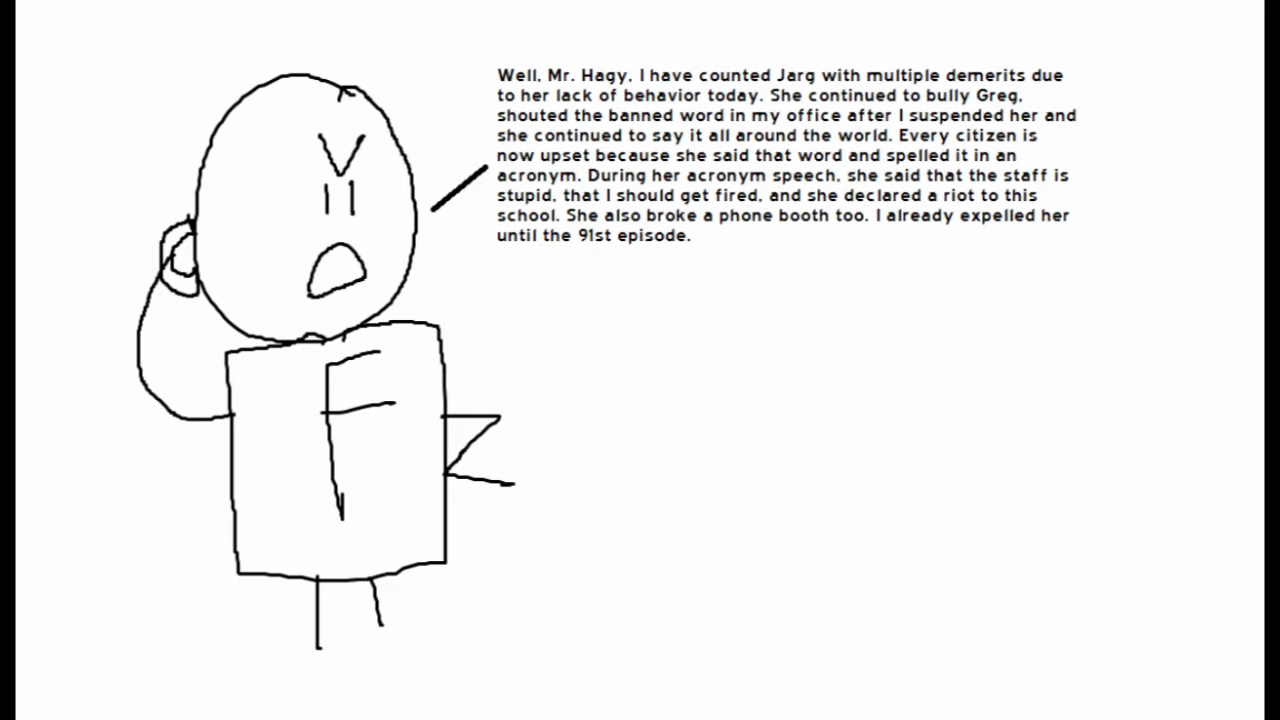 Well, Mr. Hagy, I have counted Jarg with multiple demerits due
to her lack of behavior today. She continued to bully Greg,
shouted the banned word in my office after I suspended her and
she continued to say it all around the world. Every citizen is
now upset because she said that word and spelled it in an
acronym. During her acronym speech, she said that the staff is
stupid, that I should get fired, and she declared a riot to this
school. She also broke a phone booth too. I already expelled her
until the 91st episode.
F